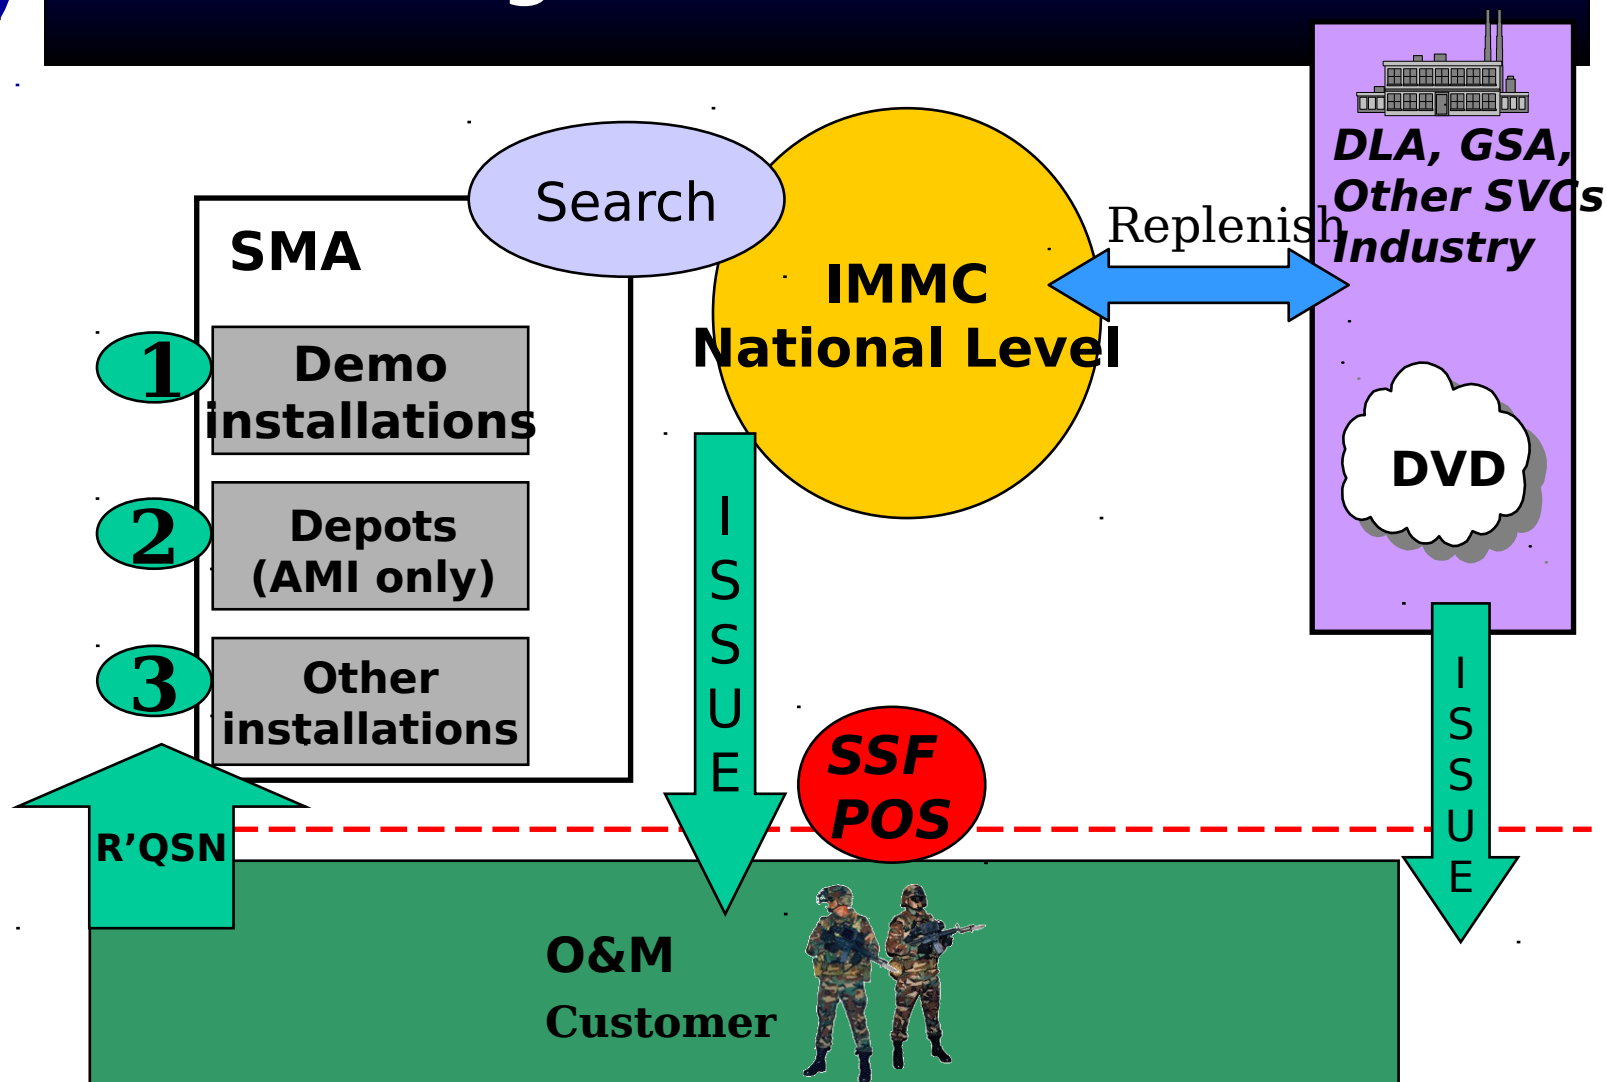 DLA, GSA,
Other SVCs
Industry
Search
Replenish
SMA
IMMC
National Level
1
Demo
installations
2
Depots
(AMI only)
3
Other
installations
DVD
I
S
S
U
E
I
S
S
U
E
SSF
POS
R’QSN
O&M
Customer